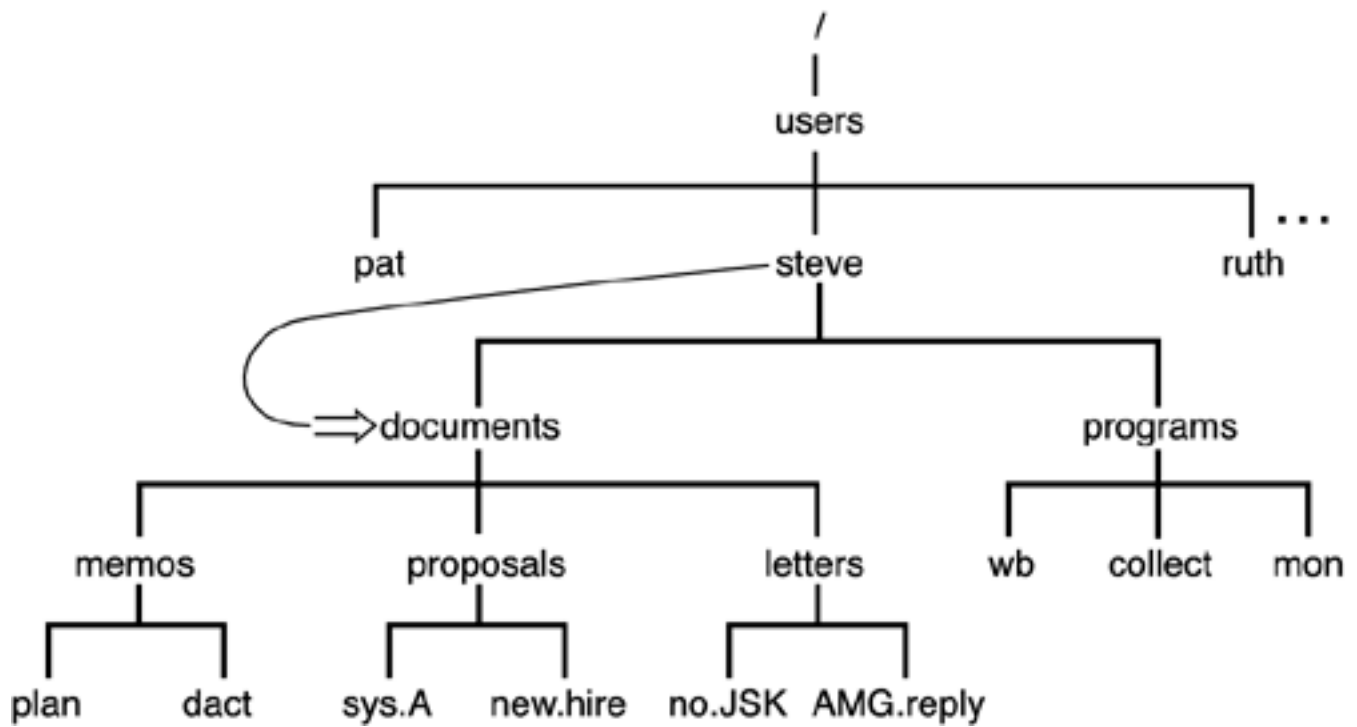 /
users
pat steve ruth ...
documents programs
memos proposals letters wb collect mon
plan dact sys.A new.hire no.JSK AMG.reply